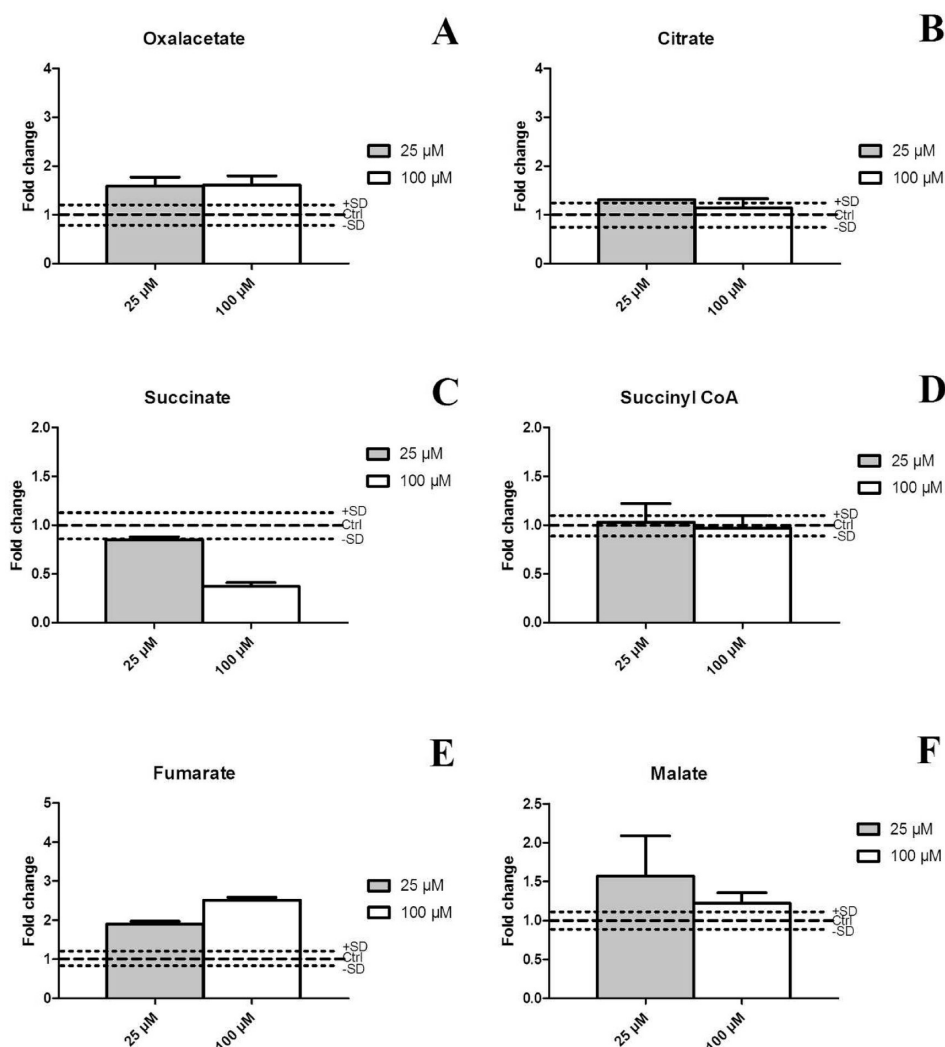 Oxalacetate
A
Fold change
4
3
2
1
0
+SD
Ctrl
-SD
25 µM
100 µM
25 µM
100 µM
Citrate
B
Fold change
4
3
2
1
0
+SD
Ctrl
-SD
25 µM
100 µM
25 µM
100 µM
Succinate
C
Fold change
2.0
1.5
1.0
0.5
0.0
+SD
Ctrl
-SD
25 µM
100 µM
25 µM
100 µM
Succinyl CoA
D
Fold change
2.0
1.5
1.0
0.5
0.0
+SD
Ctrl
-SD
25 µM
100 µM
25 µM
100 µM
Fumarate
E
Fold change
5
4
3
2
1
0
+SD
Ctrl
-SD
25 µM
100 µM
25 µM
100 µM
Malate
F
Fold change
2.5
2.0
1.5
1.0
0.5
0.0
+SD
Ctrl
-SD
25 µM
100 µM
25 µM
100 µM